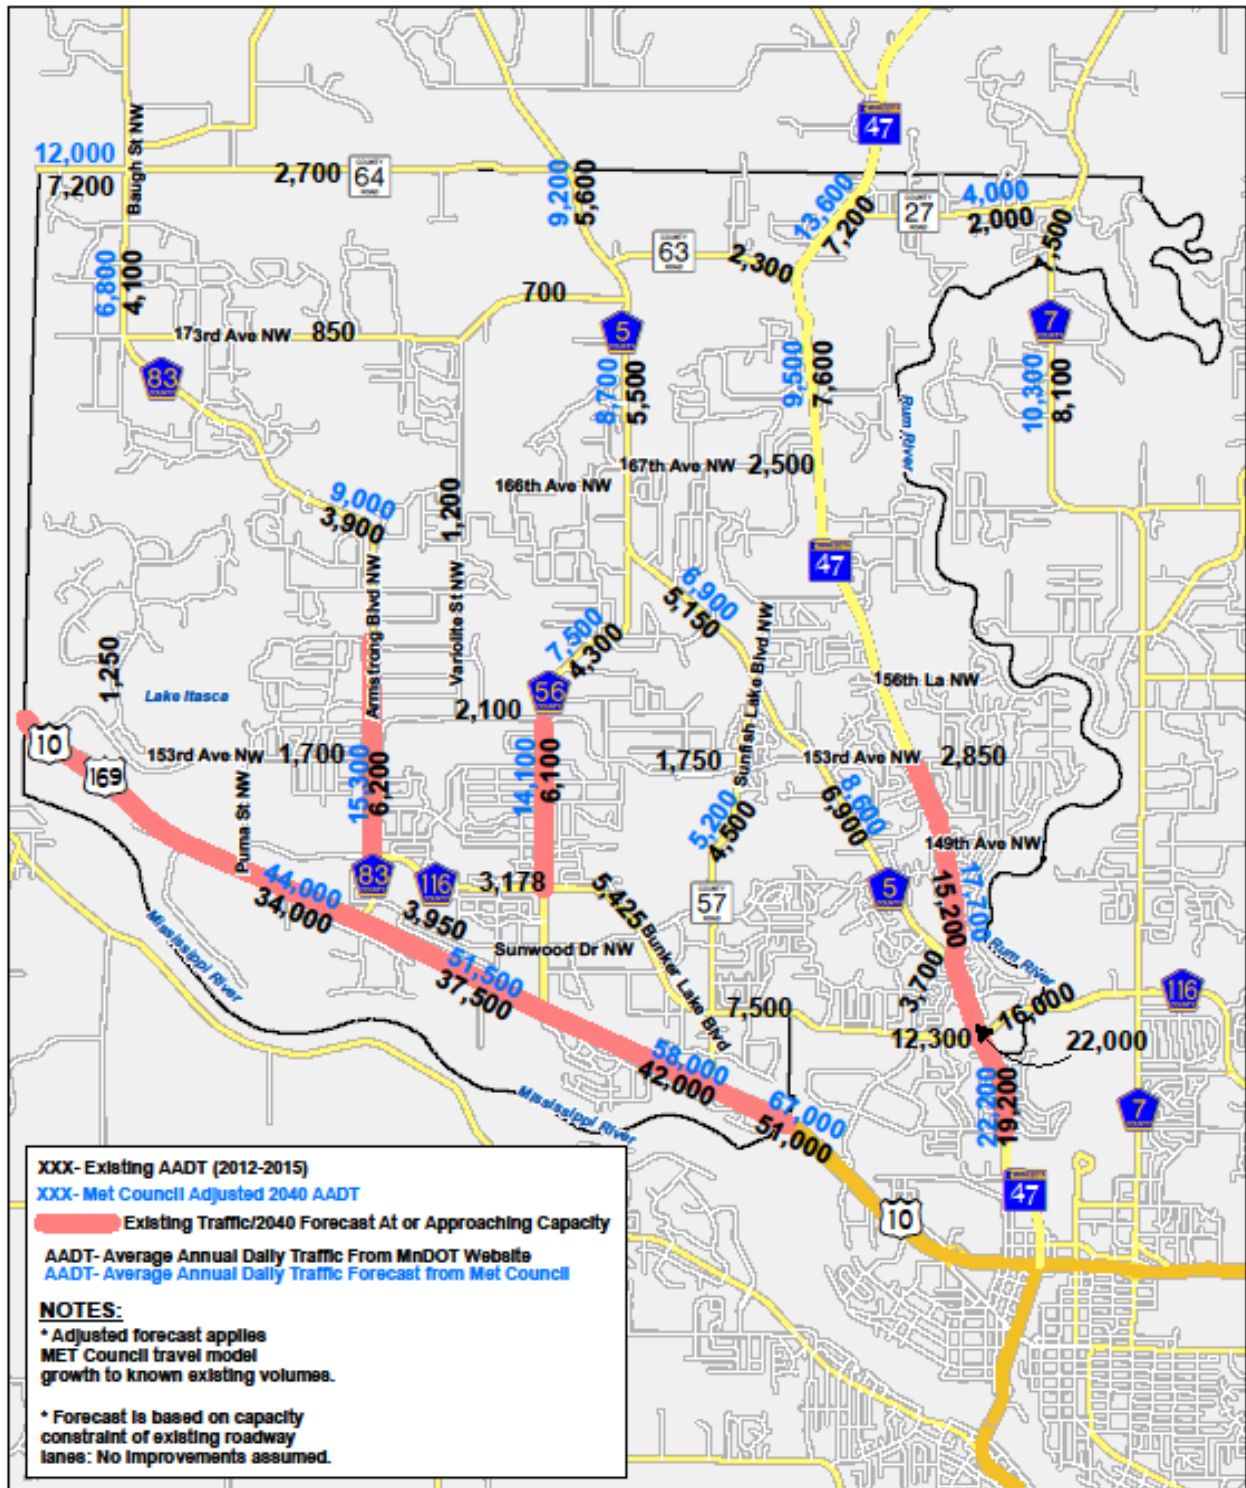 47
12,000
7,200
Baugh St NW
2,700
COUNTY
64
ROAD
9,200
5,600
13,600
7,200
COUNTY
27
ROAD
4,000
2,000
,500
COUNTY
63
ROAD
2,300
6,800
4,100
700
173rd Ave NW
850
5
7
83
8,700
5,500
9,500
7,600
10,300
8,100
Rum River
167th Ave NW
2,500
166th Ave NW
9,000
3,900
1,200
47
Armstrong Blvd NW
Variolite St NW
6,900
5,150
7,500
4,300
Sunfish Lake Blvd NW
1,250
Lake Itasca
56
156th La NW
2,100
10
169
153rd Ave NW
1,700
15,300
6,200
14,100
6,100
1,750
153rd Ave NW
2,850
Puma St NW
5,200
4,500
8,600
6,900
149th Ave NW
83
116
3,178
44,000
34,000
3,950
5,425
Bunker Lake Blvd
COUNTY
57
ROAD
5
15,200
17,700
Mississippi River
Sunwood Dr NW
51,500
37,500
Rum River
3,700
116
7,500
16,000
12,300
22,000
58,000
42,000
22,200
19,200
Mississippi River
67,000
51,000
7
47
10
XXX- Existing AADT (2012-2015)
XXX- Met Council Adjusted 2040 AADT
Existing Traffic/2040 Forecast At or Approaching Capacity
AADT- Average Annual Daily Traffic From MnDOT Website
AADT- Average Annual Daily Traffic Forecast from Met Council
NOTES:
* Adjusted forecast applies
MET Council travel model
growth to known existing volumes.
* Forecast is based on capacity
constraint of existing roadway
lanes: No improvements assumed.